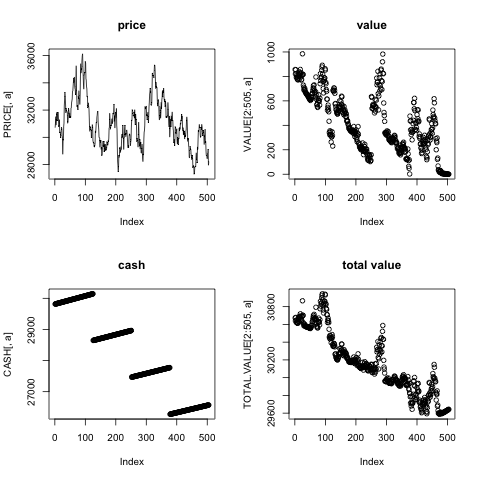 price
PRICE[, a]
28000 32000 36000
0 100 200 300 400 500
Index
value
VALUE[2:505, a]
0 200 600 1000
0 100 200 300 400 500
Index
cash
CASH[, a]
27000 29000
0 100 200 300 400 500
Index
total value
TOTAL.VALUE[2:505, a]
29600 30200 30800
0 100 200 300 400 500
Index